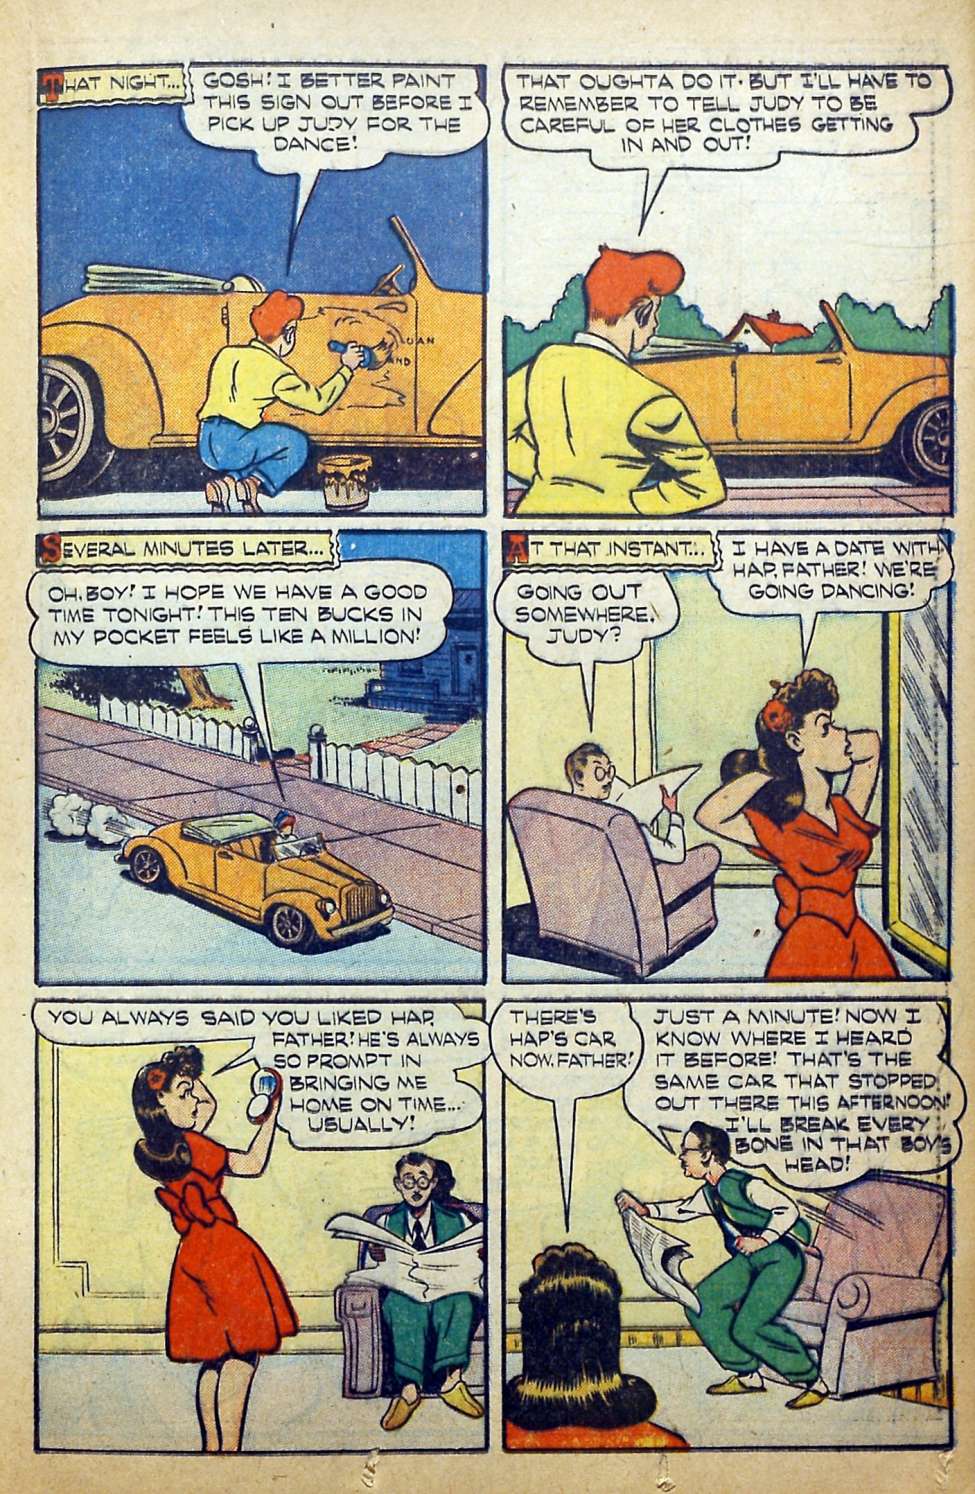 THAT NIGHT...
GOSH! I BETTER PAINT
THIS SIGN OUT BEFORE I
PICK UP JUDY FOR THE
DANCE!
LOAN
AND
THAT OUGHTA DO IT. BUT I'LL HAVE TO
REMEMBER TO TELL JUDY TO BE
CAREFUL OF HER CLOTHES GETTING
IN AND OUT!
SEVERAL MINUTES LATER...
OH, BOY! I HOPE WE HAVE A GOOD
TIME TONIGHT! THIS TEN BUCKS IN
MY POCKET FEELS LIKE A MILLION!
AT THAT INSTANT...
GOING OUT
SOMEWHERE,
JUDY?
I HAVE A DATE WITH
HAP, FATHER! WE'RE
GOING DANCING!
YOU ALWAYS SAID YOU LIKED HAP,
FATHER! HE'S ALWAYS
SO PROMPT IN
BRINGING ME
HOME ON TIME...
USUALLY!
THERE'S
HAP'S CAR
NOW, FATHER!
JUST A MINUTE! NOW I
KNOW WHERE I HEARD
IT BEFORE! THAT'S THE
SAME CAR THAT STOPPED
OUT THERE THIS AFTERNOON!
I'LL BREAK EVERY
BONE IN THAT BOY'S
HEAD!